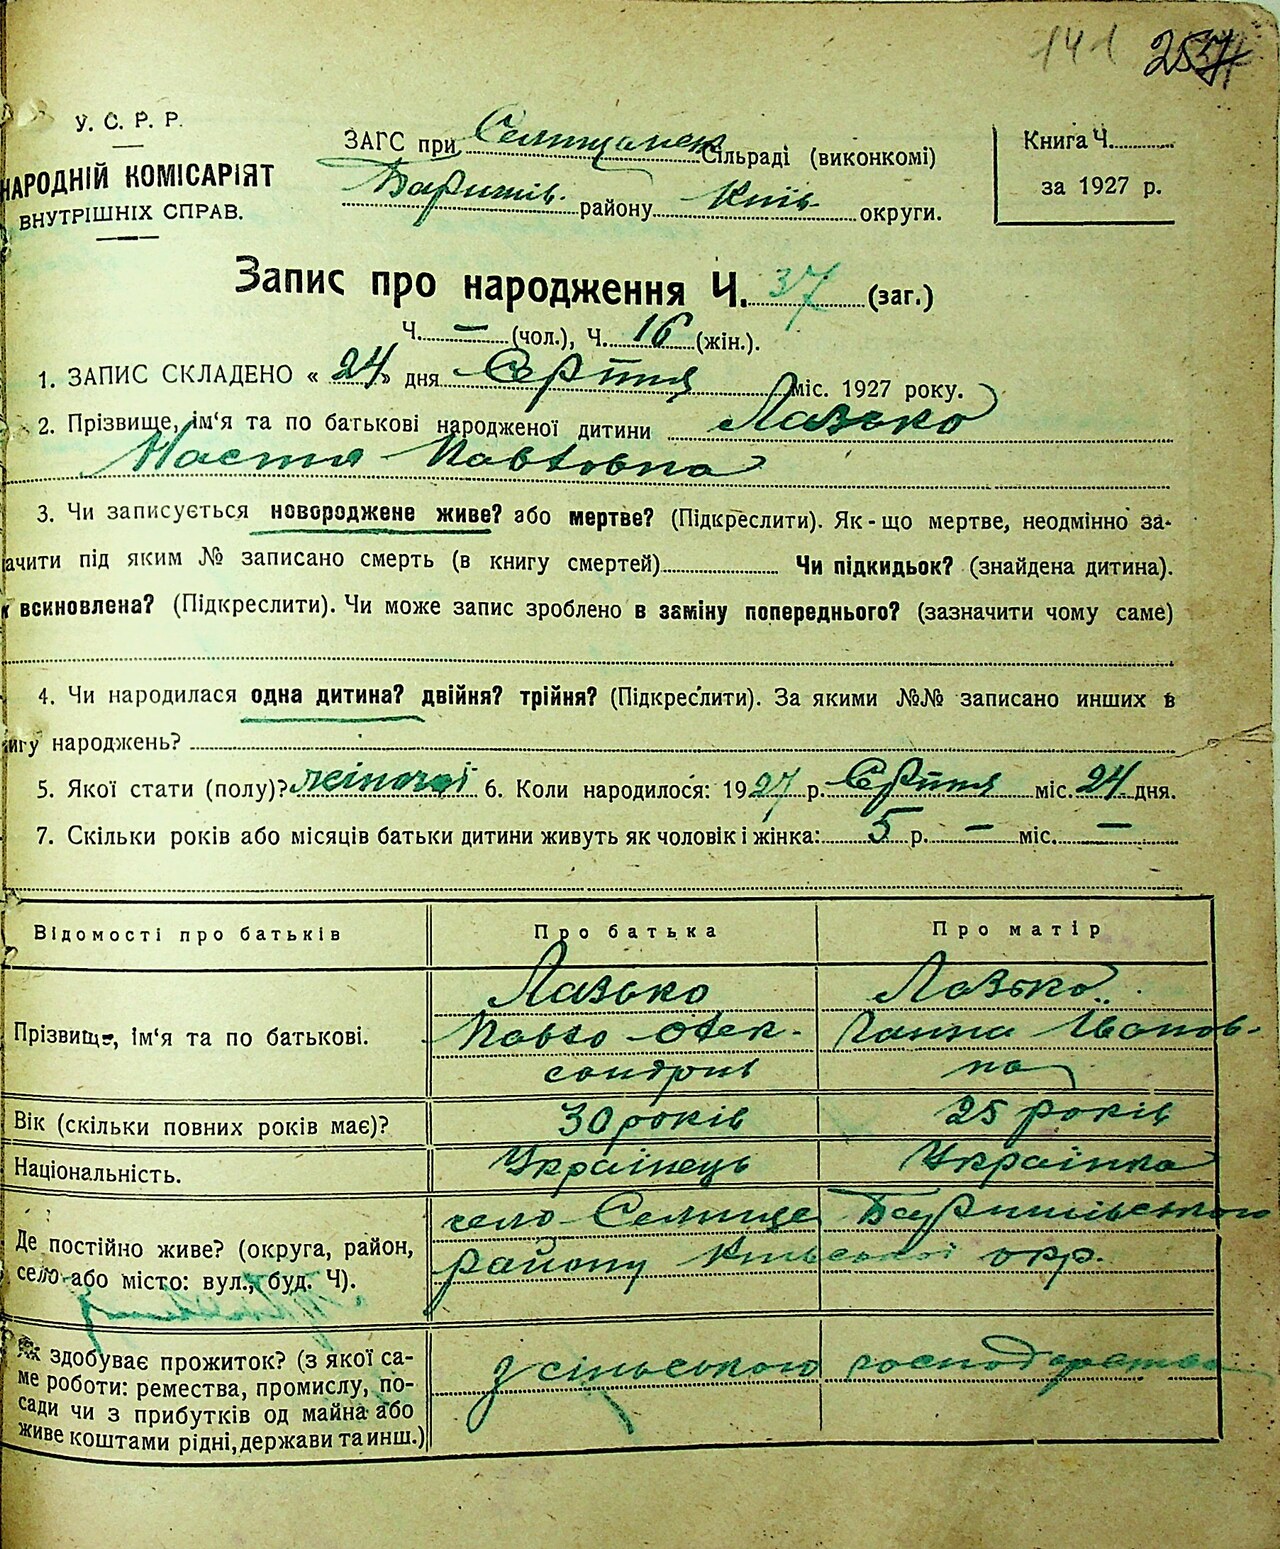 141 257
У. С. Р. Р.
НАРОДНІЙ КОМІСАРІЯТ
ВНУТРІШНІХ СПРАВ.
ЗАГС при Селищанск Сільраді (виконкомі)
Баришів. району Київ округи.
Книга Ч.
за 1927 р.
Запис про народження Ч. 37 (заг.)
Ч. — (чол.), Ч. 16 (жін.).
1. ЗАПИС СКЛАДЕНО « 24 » дня Серпня міс. 1927 року.
2. Прізвище, ім'я та по батькові народженої дитини Лазько
Настя Павловна
3. Чи записується новороджене живе? або мертве? (Підкреслити). Як-що мертве, неодмінно за-
ачити під яким № записано смерть (в книгу смертей) Чи підкидьок? (знайдена дитина).
всиновлена? (Підкреслити). Чи може запис зроблено в заміну попереднього? (зазначити чому саме)
4. Чи народилася одна дитина? двійня? трійня? (Підкреслити). За якими №№ записано инших в
игу народжень?
5. Якої стати (полу)? жіночої 6. Коли народилося: 1927 р. Серпня міс. 24 дня.
7. Скільки років або місяців батьки дитини живуть як чоловік і жінка: 5 р. — міс. —
Відомості про батьків Про батька Про матір
Прізвище, ім'я та по батькові.
Лазько
Павло Олек-
сандрів
Лазько
Ганна Іванов-
на
Вік (скільки повних років має)? 30 років 25 років
Національність. Українець Українка
Де постійно живе? (округа, район,
село або місто: вул., буд. Ч).
село Селище Баришівського
району Київської окр.
Як здобуває прожиток? (з якої са-
ме роботи: ремества, промислу, по-
сади чи з прибутків од майна або
живе коштами рідні, держави та инш.)
з сільського господарства